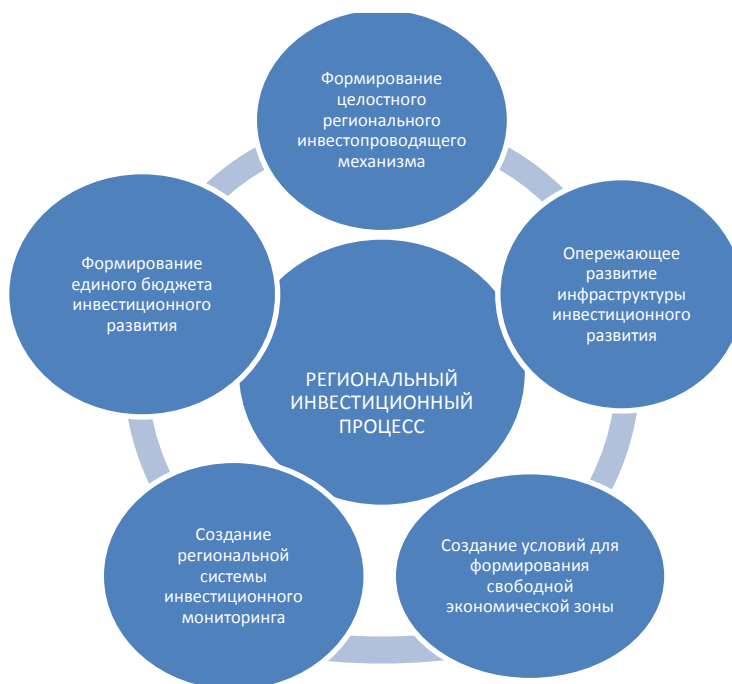 Формирование
целостного
регионального
инвестопроводящего
механизма
Опережающее
развитие
инфраструктуры
инвестиционного
развития
Создание условий для
формирования
свободной
экономической зоны
Создание
региональной
системы
инвестиционного
мониторинга
Формирование
единого бюджета
инвестиционного
развития
РЕГИОНАЛЬНЫЙ
ИНВЕСТИЦИОННЫЙ
ПРОЦЕСС